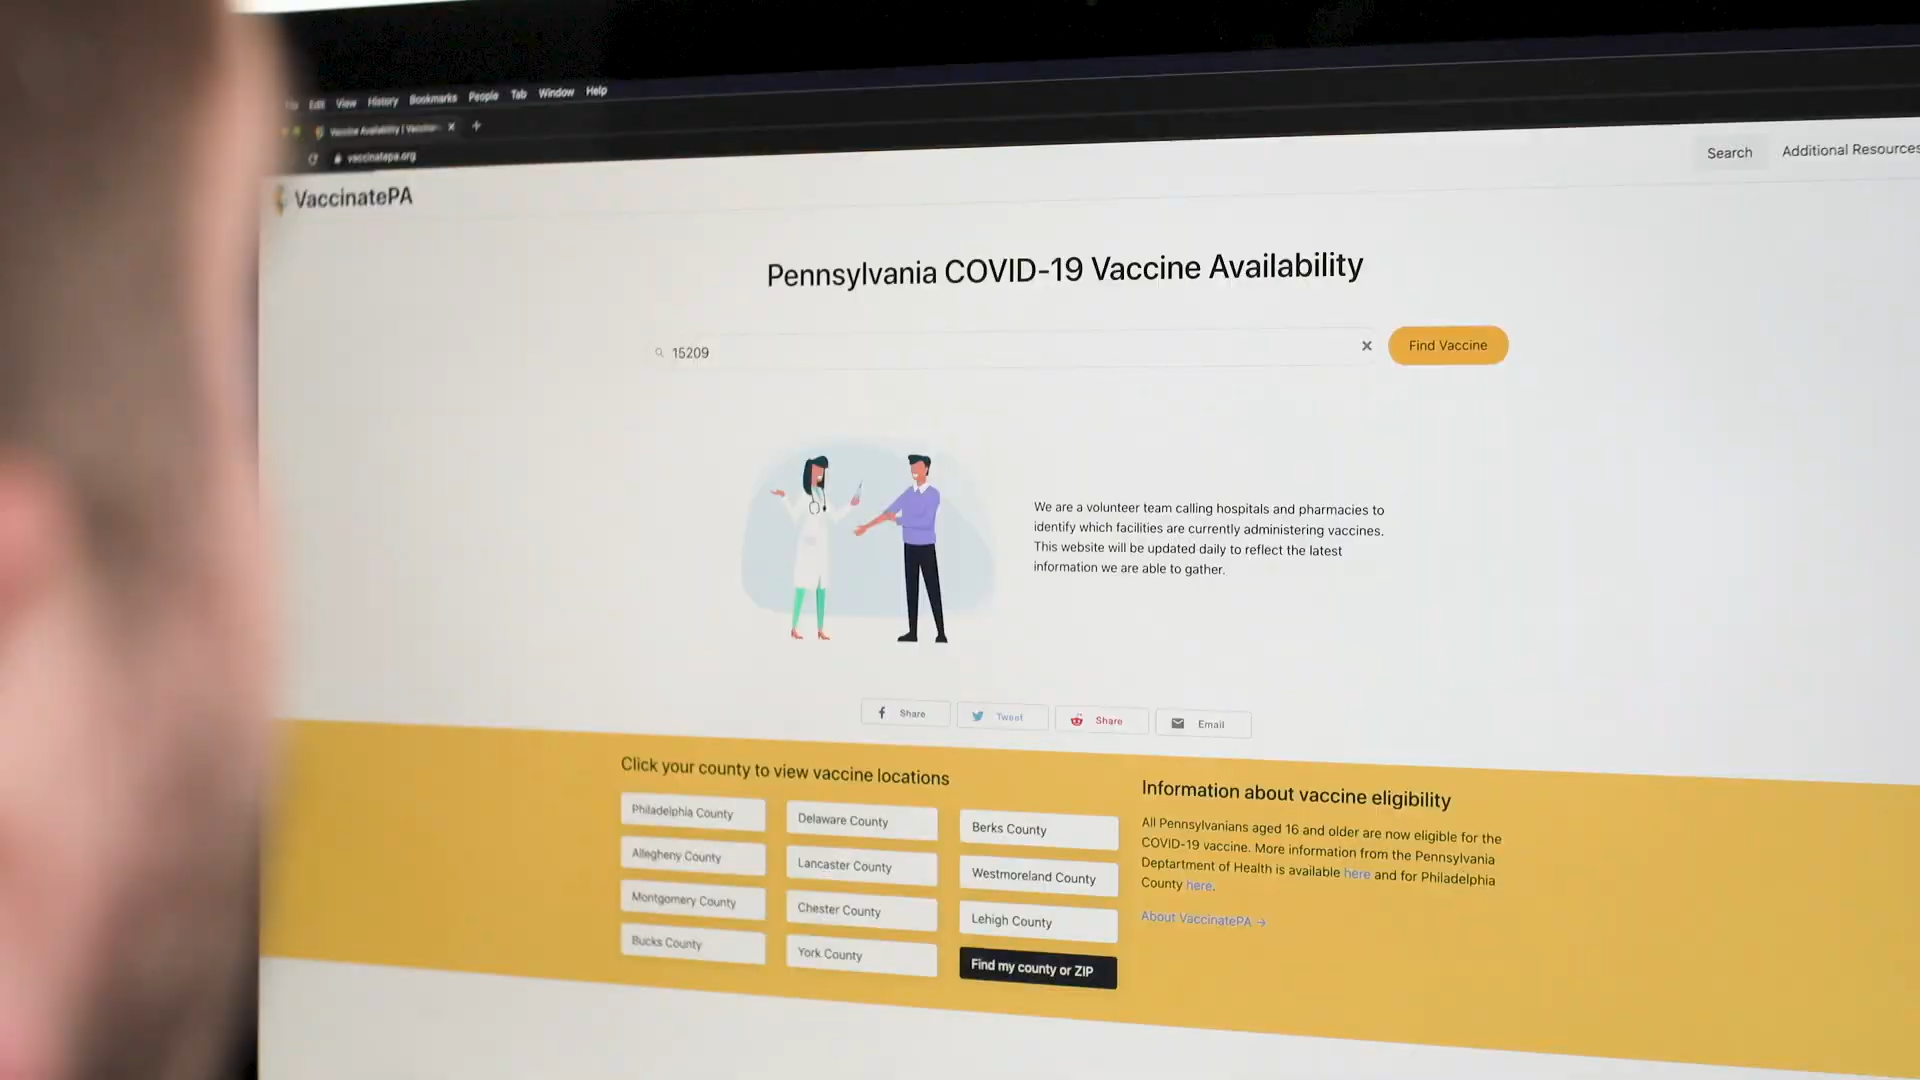 Edit View History Bookmarks People Tab Window Help
Vaccine Availability | Vaccinate
vaccinatepa.org
Search Additional Resources
VaccinatePA
Pennsylvania COVID-19 Vaccine Availability
15209
Find Vaccine
We are a volunteer team calling hospitals and pharmacies to
identify which facilities are currently administering vaccines.
This website will be updated daily to reflect the latest
information we are able to gather.
Share Tweet Share Email
Click your county to view vaccine locations
Philadelphia County Delaware County Berks County
Allegheny County Lancaster County Westmoreland County
Montgomery County Chester County Lehigh County
Bucks County York County Find my county or ZIP
Information about vaccine eligibility
All Pennsylvanians aged 16 and older are now eligible for the
COVID-19 vaccine. More information from the Pennsylvania
Deptartment of Health is available here and for Philadelphia
County here.
About VaccinatePA →